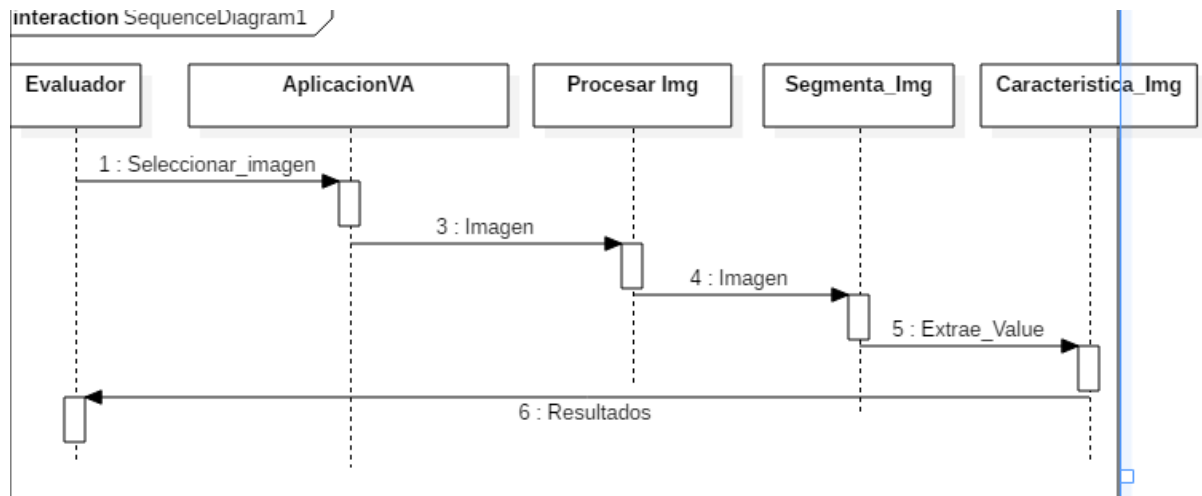 interaction SequenceDiagram1
Evaluador
AplicacionVA
Procesar Img
Segmenta_Img
Caracteristica_Img
1 : Seleccionar_imagen
3 : Imagen
4 : Imagen
5 : Extrae_Value
6 : Resultados